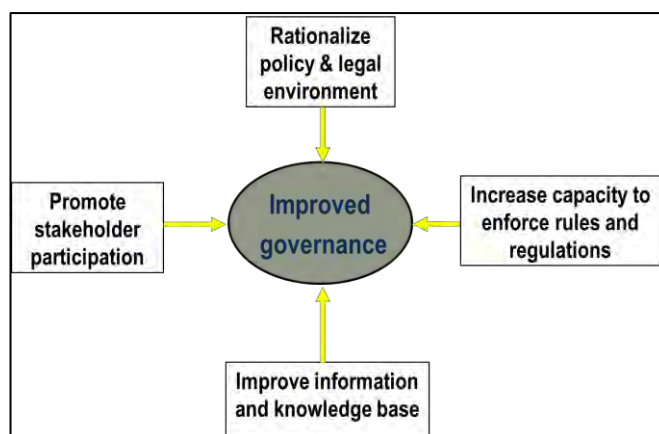 Rationalize
policy & legal
environment
Promote
stakeholder
participation
Improved
governance
Increase capacity to
enforce rules and
regulations
Improve information
and knowledge base